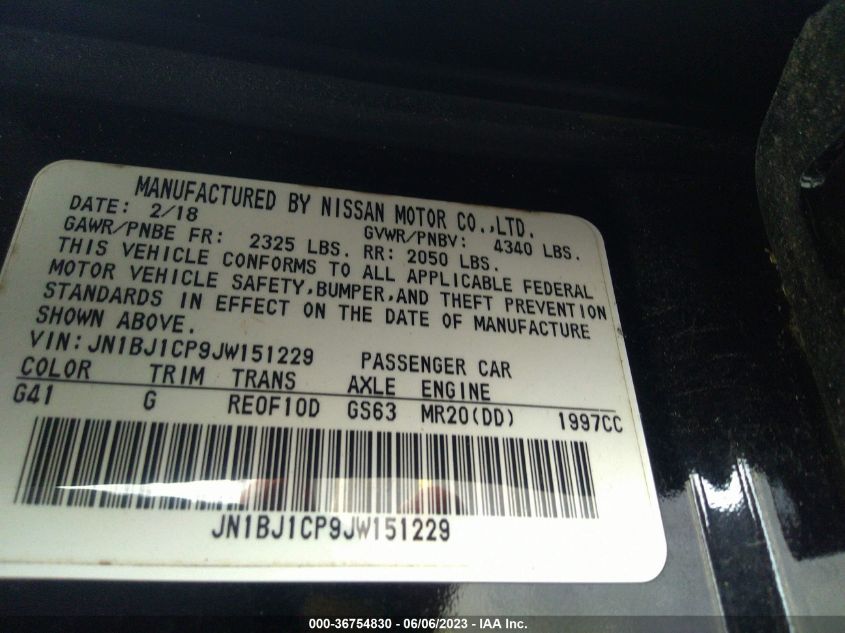 MANUFACTURED BY NISSAN MOTOR CO.,LTD.
DATE: 2/18 GVWR/PNBV: 4340 LBS.
GAWR/PNBE FR: 2325 LBS. RR: 2050 LBS.
THIS VEHICLE CONFORMS TO ALL APPLICABLE FEDERAL
MOTOR VEHICLE SAFETY,BUMPER,AND THEFT PREVENTION
STANDARDS IN EFFECT ON THE DATE OF MANUFACTURE
SHOWN ABOVE.
VIN:JN1BJ1CP9JW151229 PASSENGER CAR
COLOR TRIM TRANS AXLE ENGINE
G41 G RE0F10D GS63 MR20(DD) 1997CC
JN1BJ1CP9JW151229
000-36754830 - 06/06/2023 - IAA Inc.